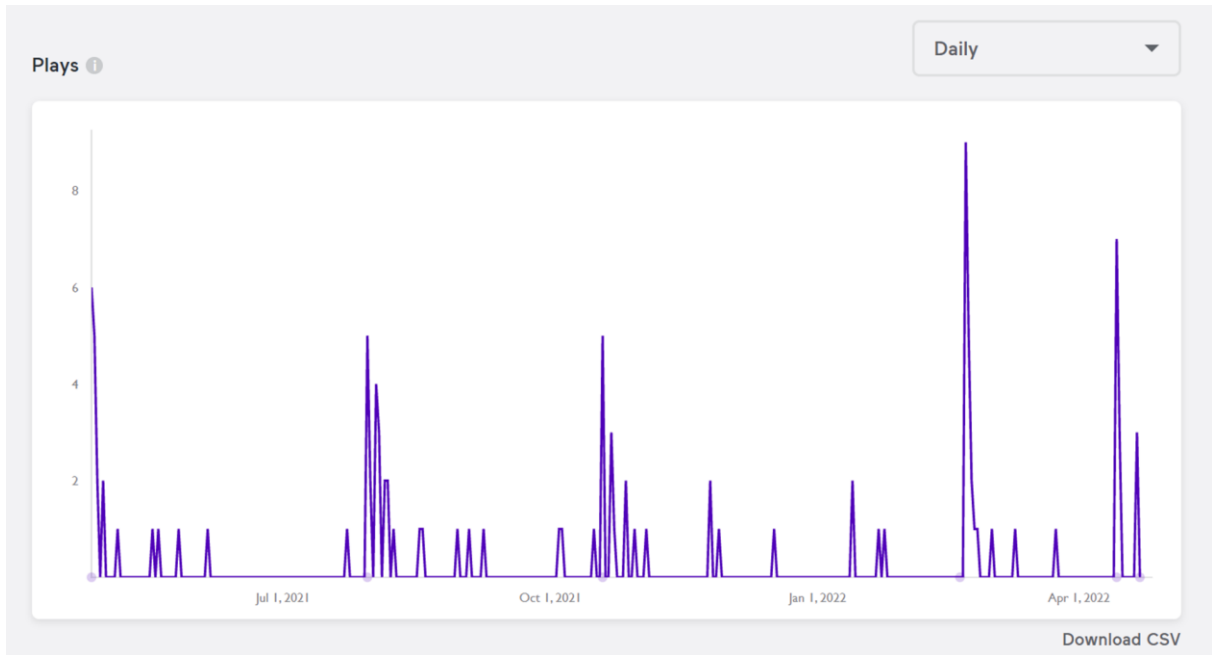 Daily
Plays
8
6
4
2
Jul 1, 2021
Oct 1, 2021
Jan 1, 2022
Apr 1, 2022
Download CSV